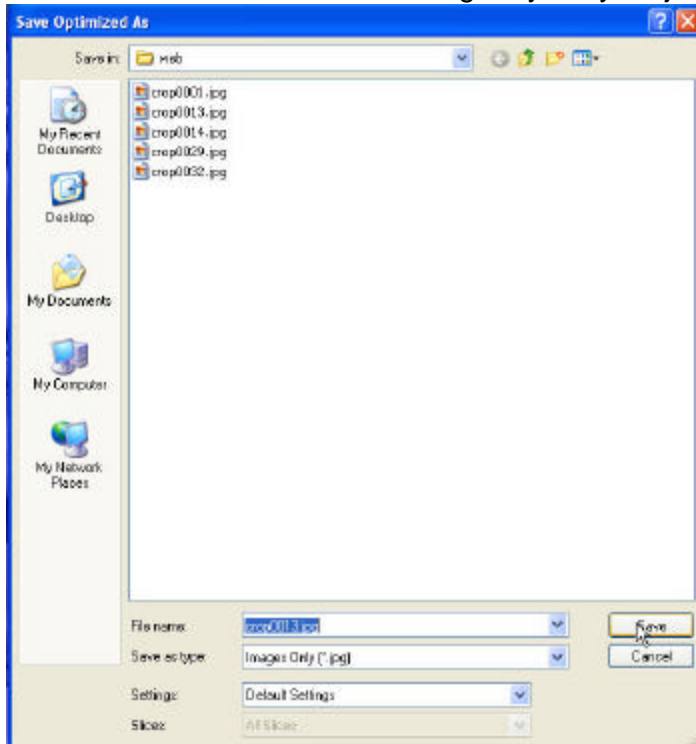 Save Optimized As
Save in:
web
crop0001.jpg
crop0013.jpg
crop0014.jpg
crop0029.jpg
crop0032.jpg
My Recent
Documents
Desktop
My Documents
My Computer
My Network
Places
File name:
crop0013.jpg
Save
Save as type:
Images Only (*.jpg)
Cancel
Settings:
Default Settings
Slices:
All Slices